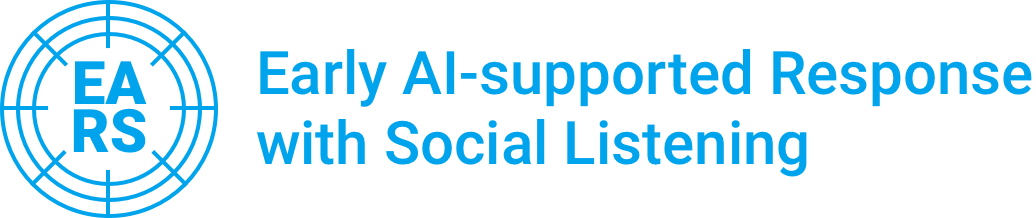 EA
RS
Early AI-supported Response
with Social Listening